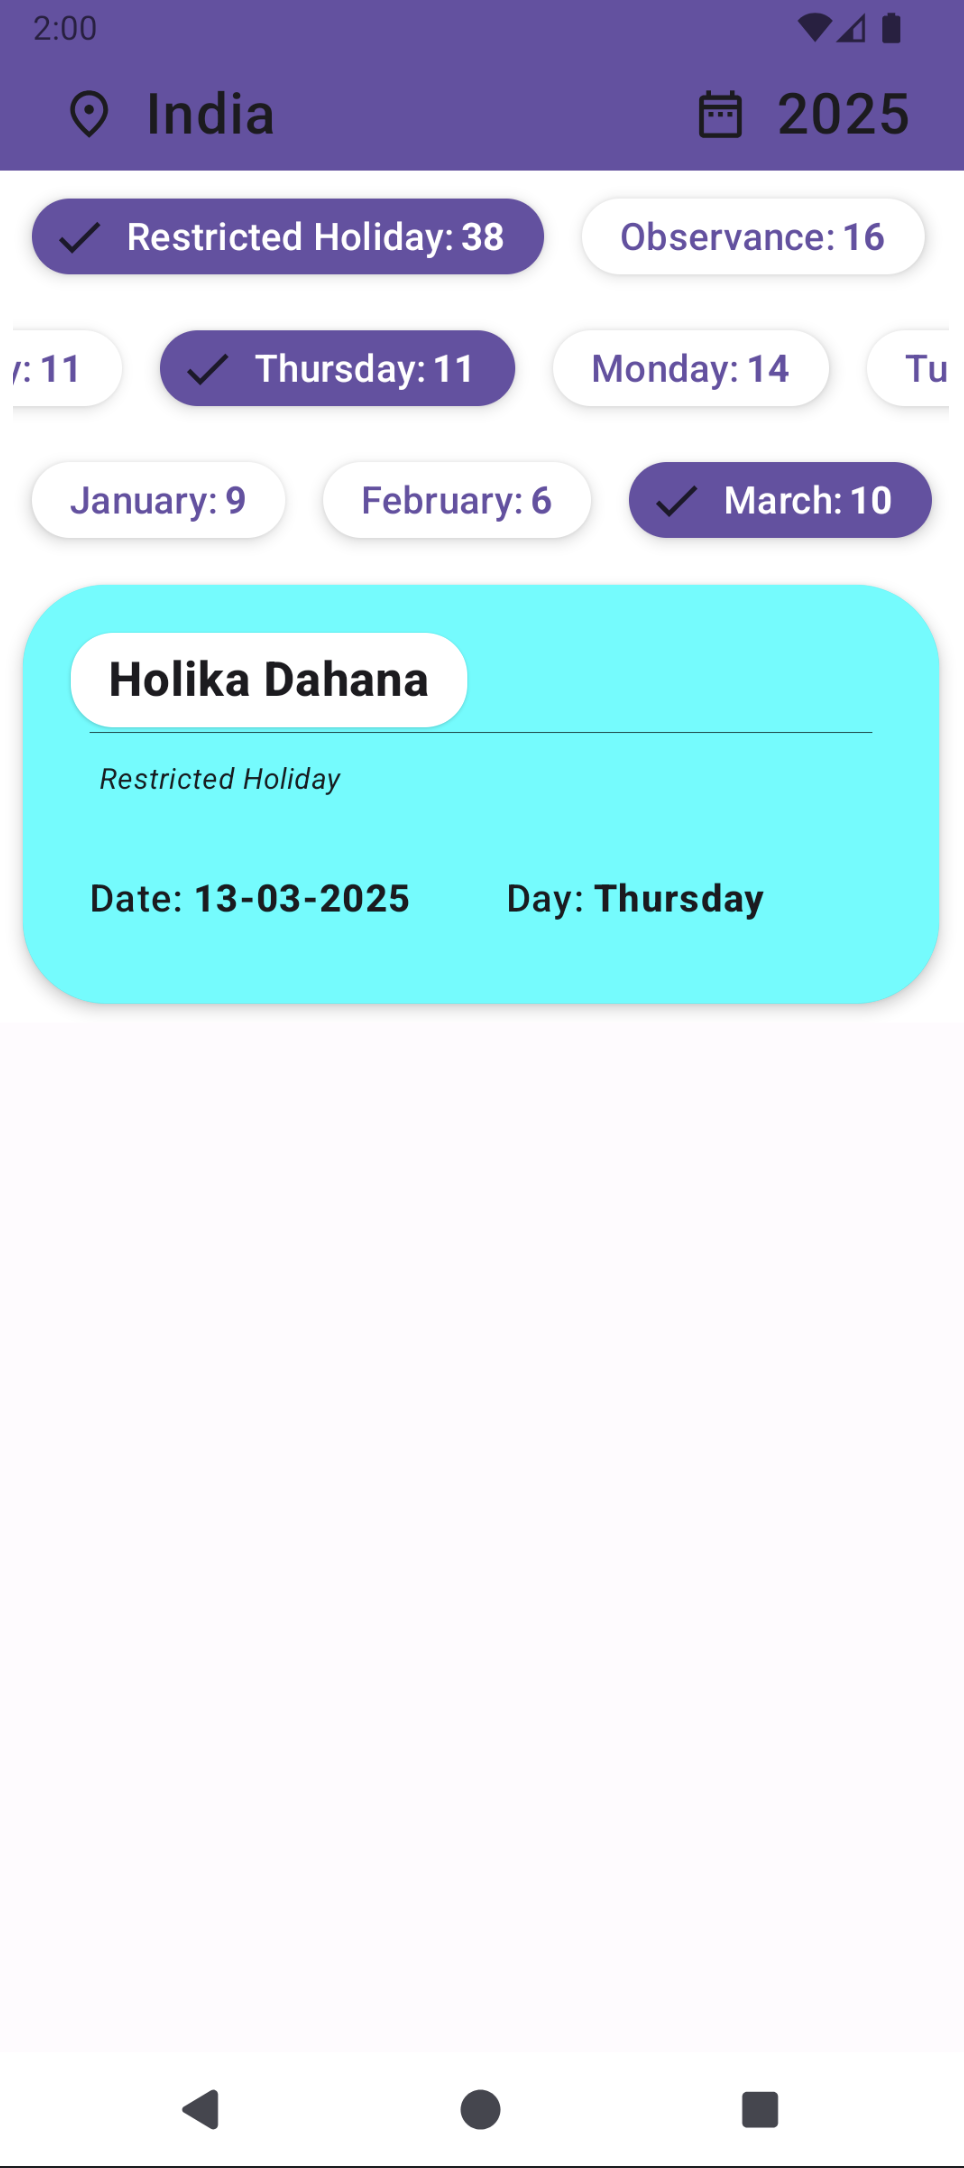 2:00
India 2025
Restricted Holiday: 38 Observance: 16
y: 11 Thursday: 11 Monday: 14 Tu
January: 9 February: 6 March: 10
Holika Dahana
Restricted Holiday
Date: 13-03-2025 Day: Thursday